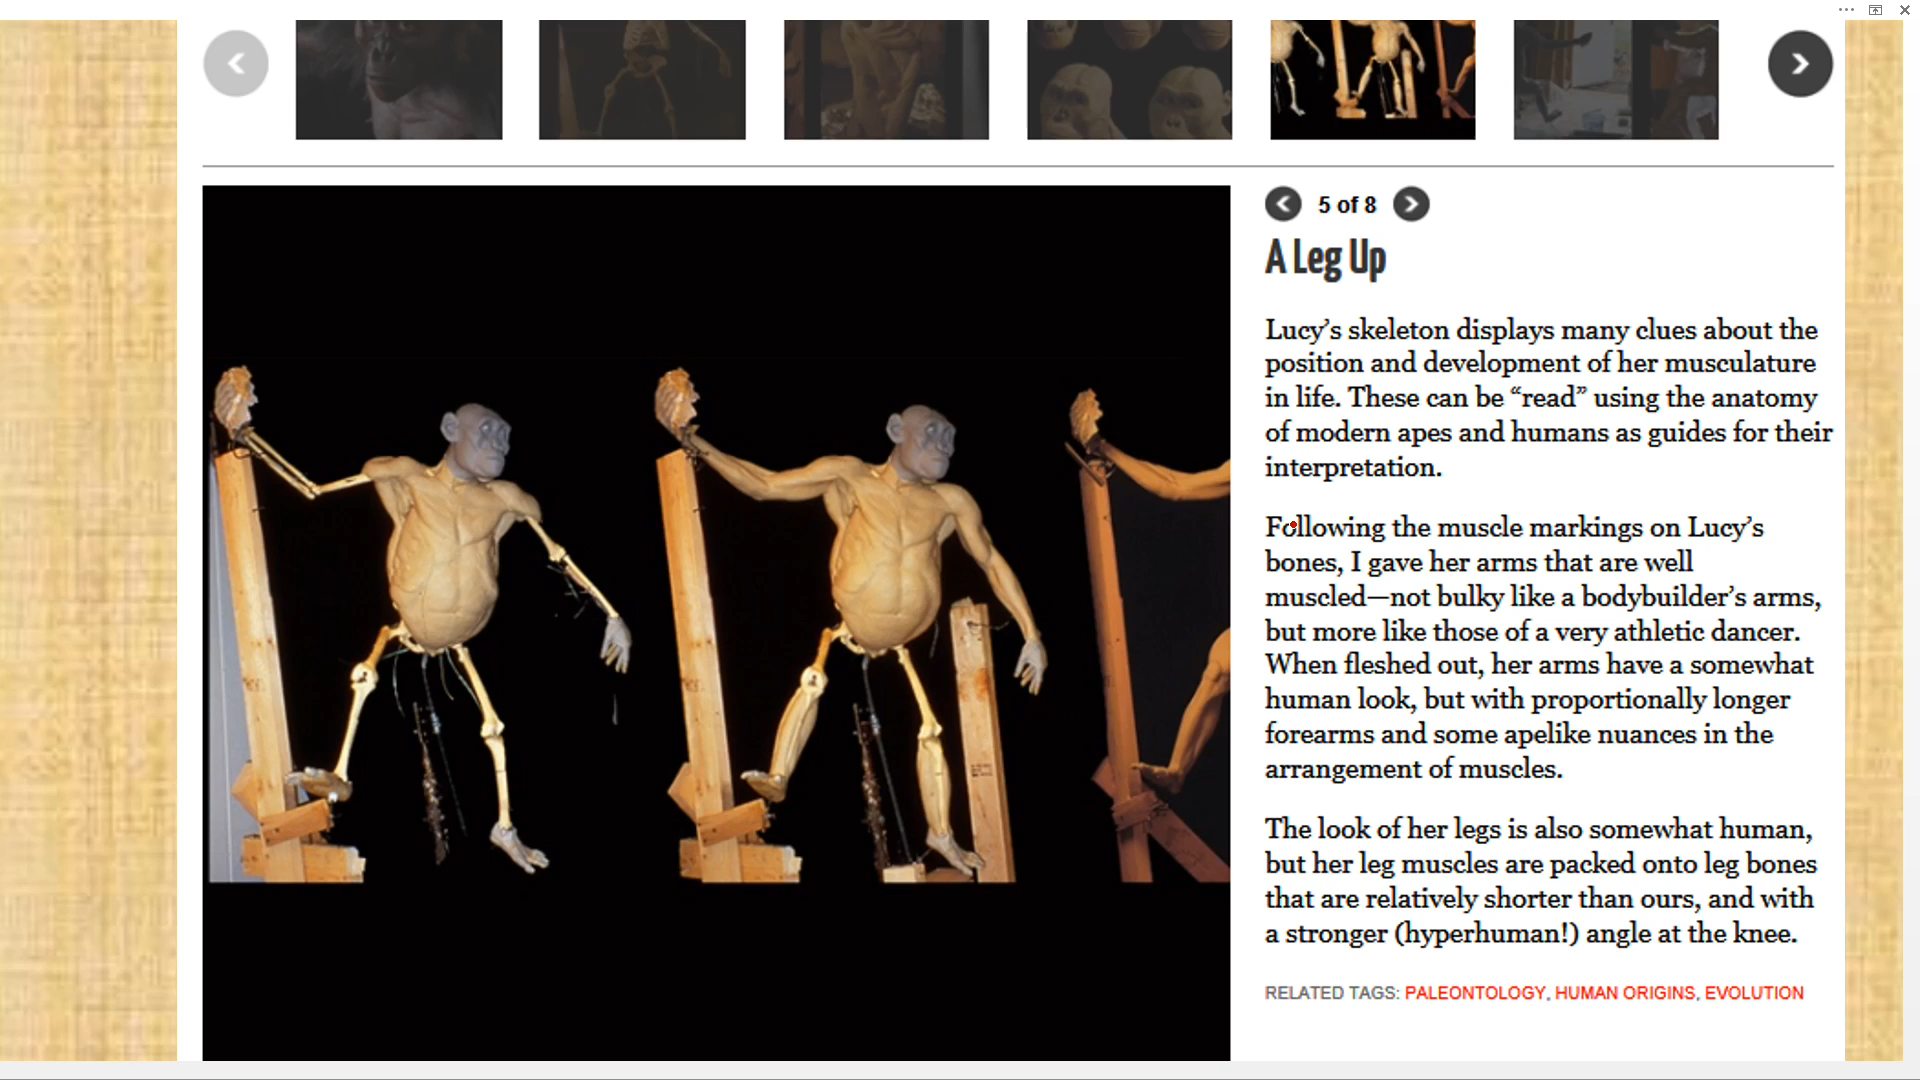 5 of 8
A Leg Up
Lucy’s skeleton displays many clues about the
position and development of her musculature
in life. These can be “read” using the anatomy
of modern apes and humans as guides for their
interpretation.
Following the muscle markings on Lucy’s
bones, I gave her arms that are well
muscled—not bulky like a bodybuilder’s arms,
but more like those of a very athletic dancer.
When fleshed out, her arms have a somewhat
human look, but with proportionally longer
forearms and some apelike nuances in the
arrangement of muscles.
The look of her legs is also somewhat human,
but her leg muscles are packed onto leg bones
that are relatively shorter than ours, and with
a stronger (hyperhuman!) angle at the knee.
RELATED TAGS: PALEONTOLOGY, HUMAN ORIGINS, EVOLUTION